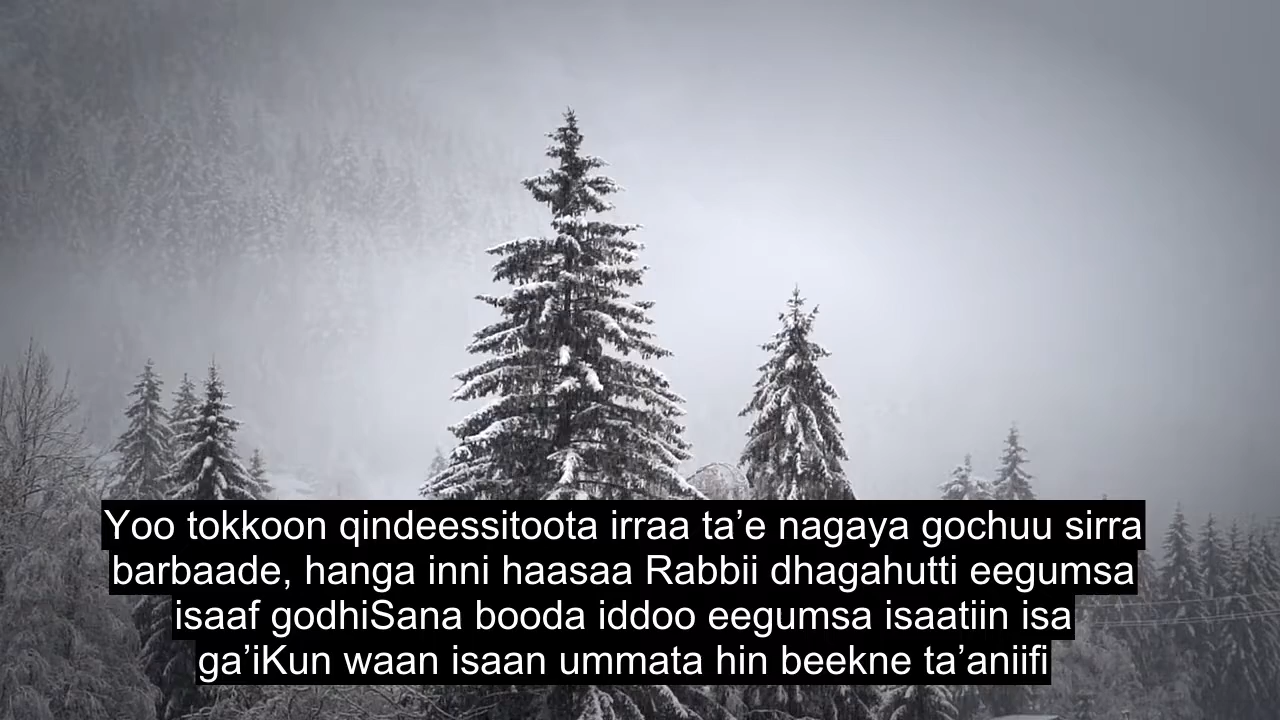 Yoo tokkoon qindeessitoota irraa ta’e nagaya gochuu sirra
barbaade, hanga inni haasaa Rabbii dhagahutti eegumsa
isaaf godhiSana booda iddoo eegumsa isaatiin isa
ga’iKun waan isaan ummata hin beekne ta’aniifi